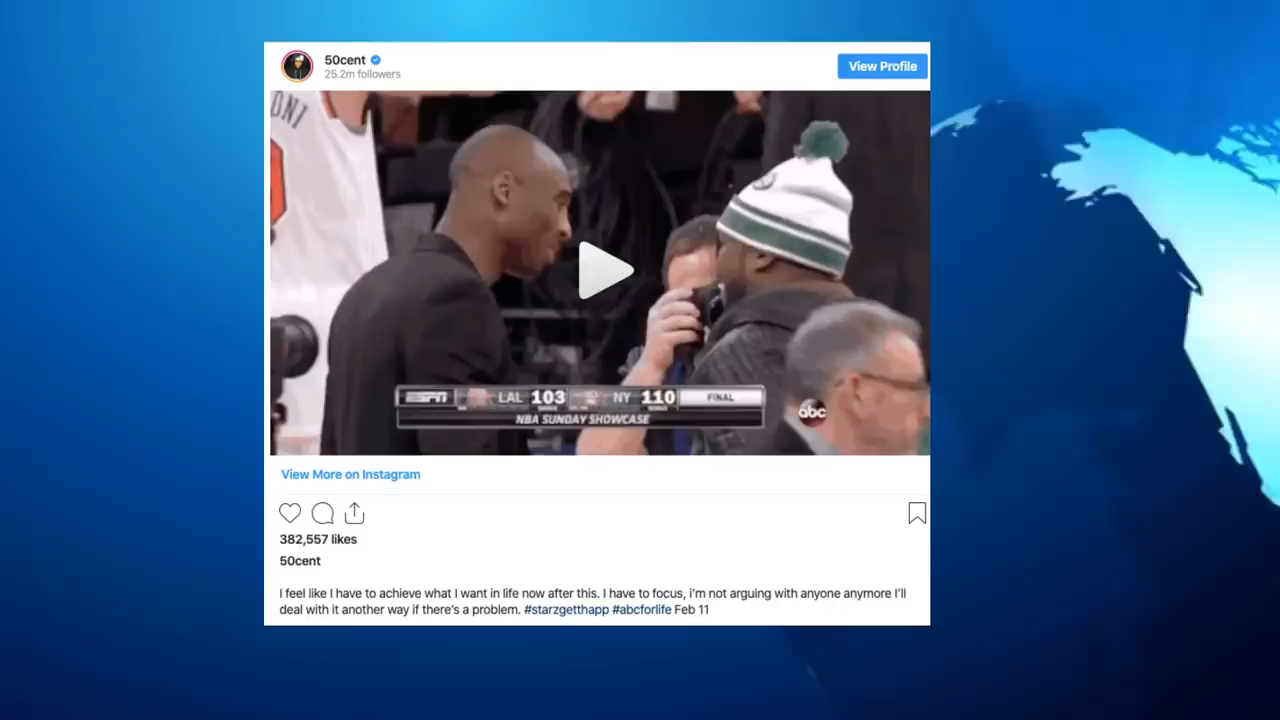 50cent
25.2m followers
View Profile
ONI
ESPN LAL 103 NY 110 FINAL
NBA SUNDAY SHOWCASE
abc
View More on Instagram
382,557 likes
50cent
I feel like I have to achieve what I want in life now after this. I have to focus, i'm not arguing with anyone anymore I'll
deal with it another way if there's a problem. #starzgetthapp #abcforlife Feb 11